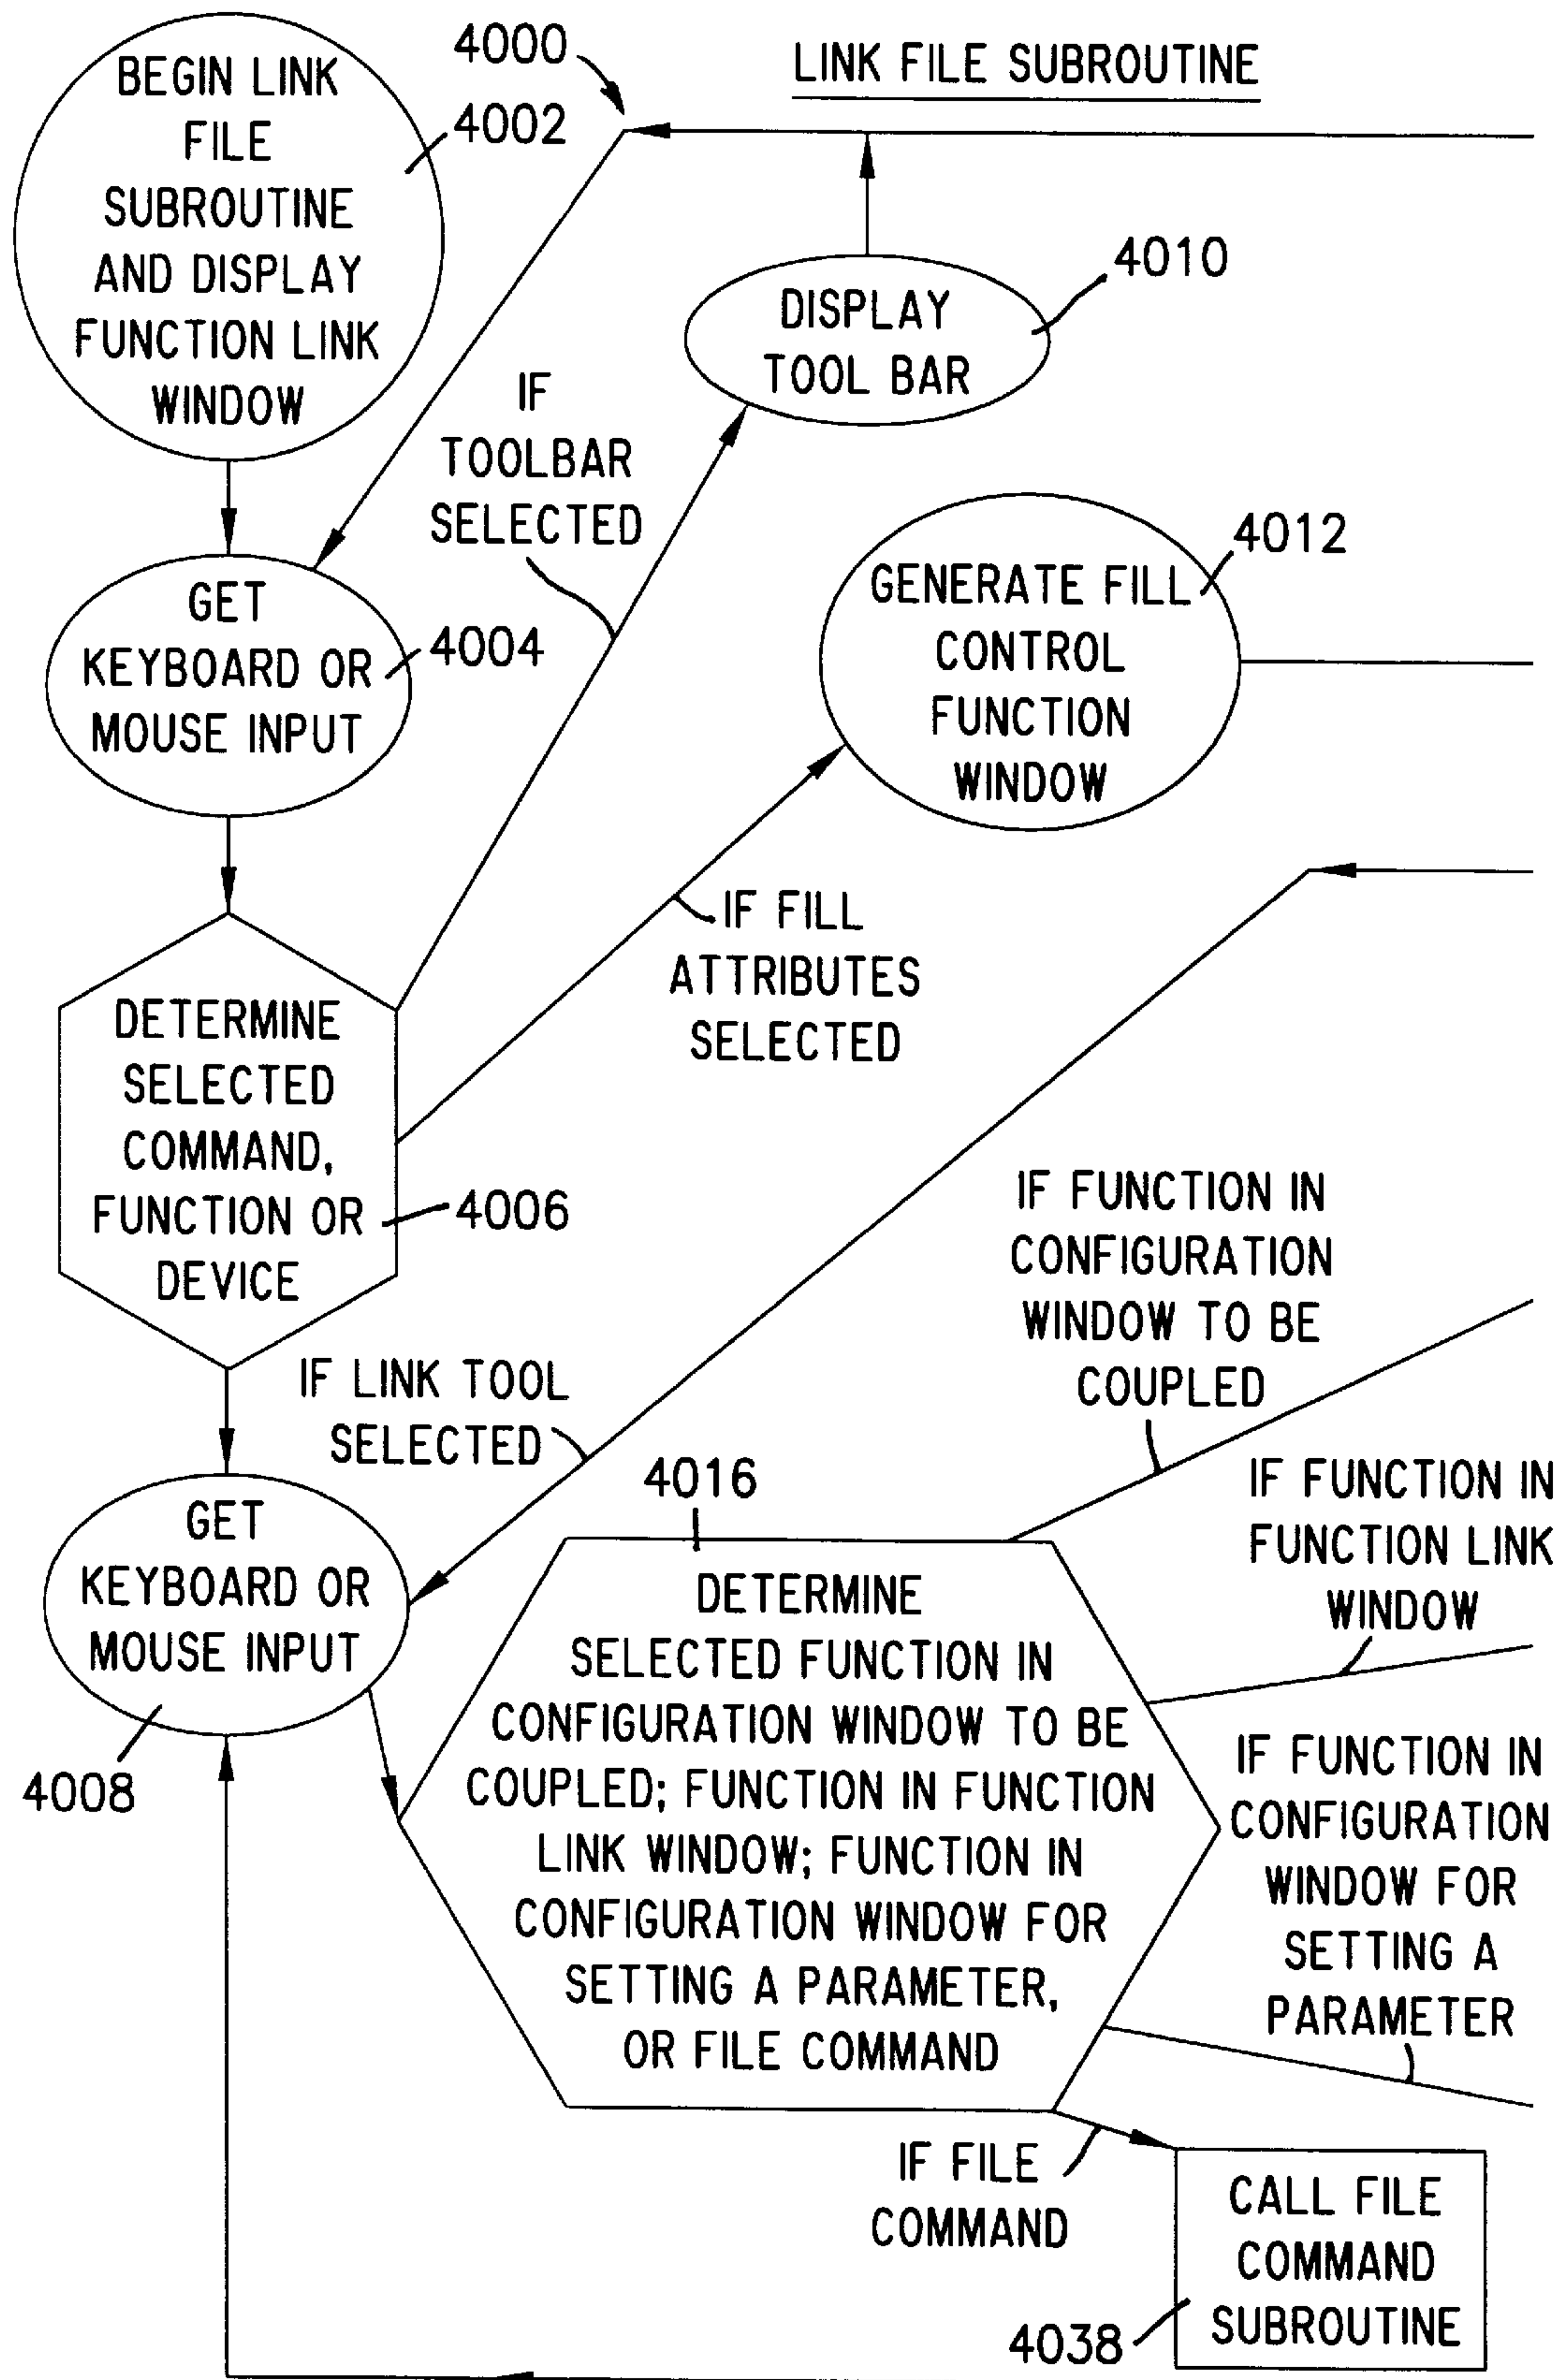 4000
LINK FILE SUBROUTINE
BEGIN LINK
FILE
SUBROUTINE
AND DISPLAY
FUNCTION LINK
WINDOW
4002
4010
DISPLAY
TOOL BAR
IF
TOOLBAR
SELECTED
4012
GENERATE FILL
CONTROL
FUNCTION
WINDOW
GET
KEYBOARD OR
MOUSE INPUT
4004
IF FILL
ATTRIBUTES
SELECTED
DETERMINE
SELECTED
COMMAND,
FUNCTION OR
DEVICE
4006
IF FUNCTION IN
CONFIGURATION
WINDOW TO BE
COUPLED
IF LINK TOOL
SELECTED
4016
IF FUNCTION IN
FUNCTION LINK
WINDOW
GET
KEYBOARD OR
MOUSE INPUT
4008
DETERMINE
SELECTED FUNCTION IN
CONFIGURATION WINDOW TO BE
COUPLED; FUNCTION IN FUNCTION
LINK WINDOW; FUNCTION IN
CONFIGURATION WINDOW FOR
SETTING A PARAMETER,
OR FILE COMMAND
IF FUNCTION IN
CONFIGURATION
WINDOW FOR
SETTING A
PARAMETER
IF FILE
COMMAND
CALL FILE
COMMAND
SUBROUTINE
4038